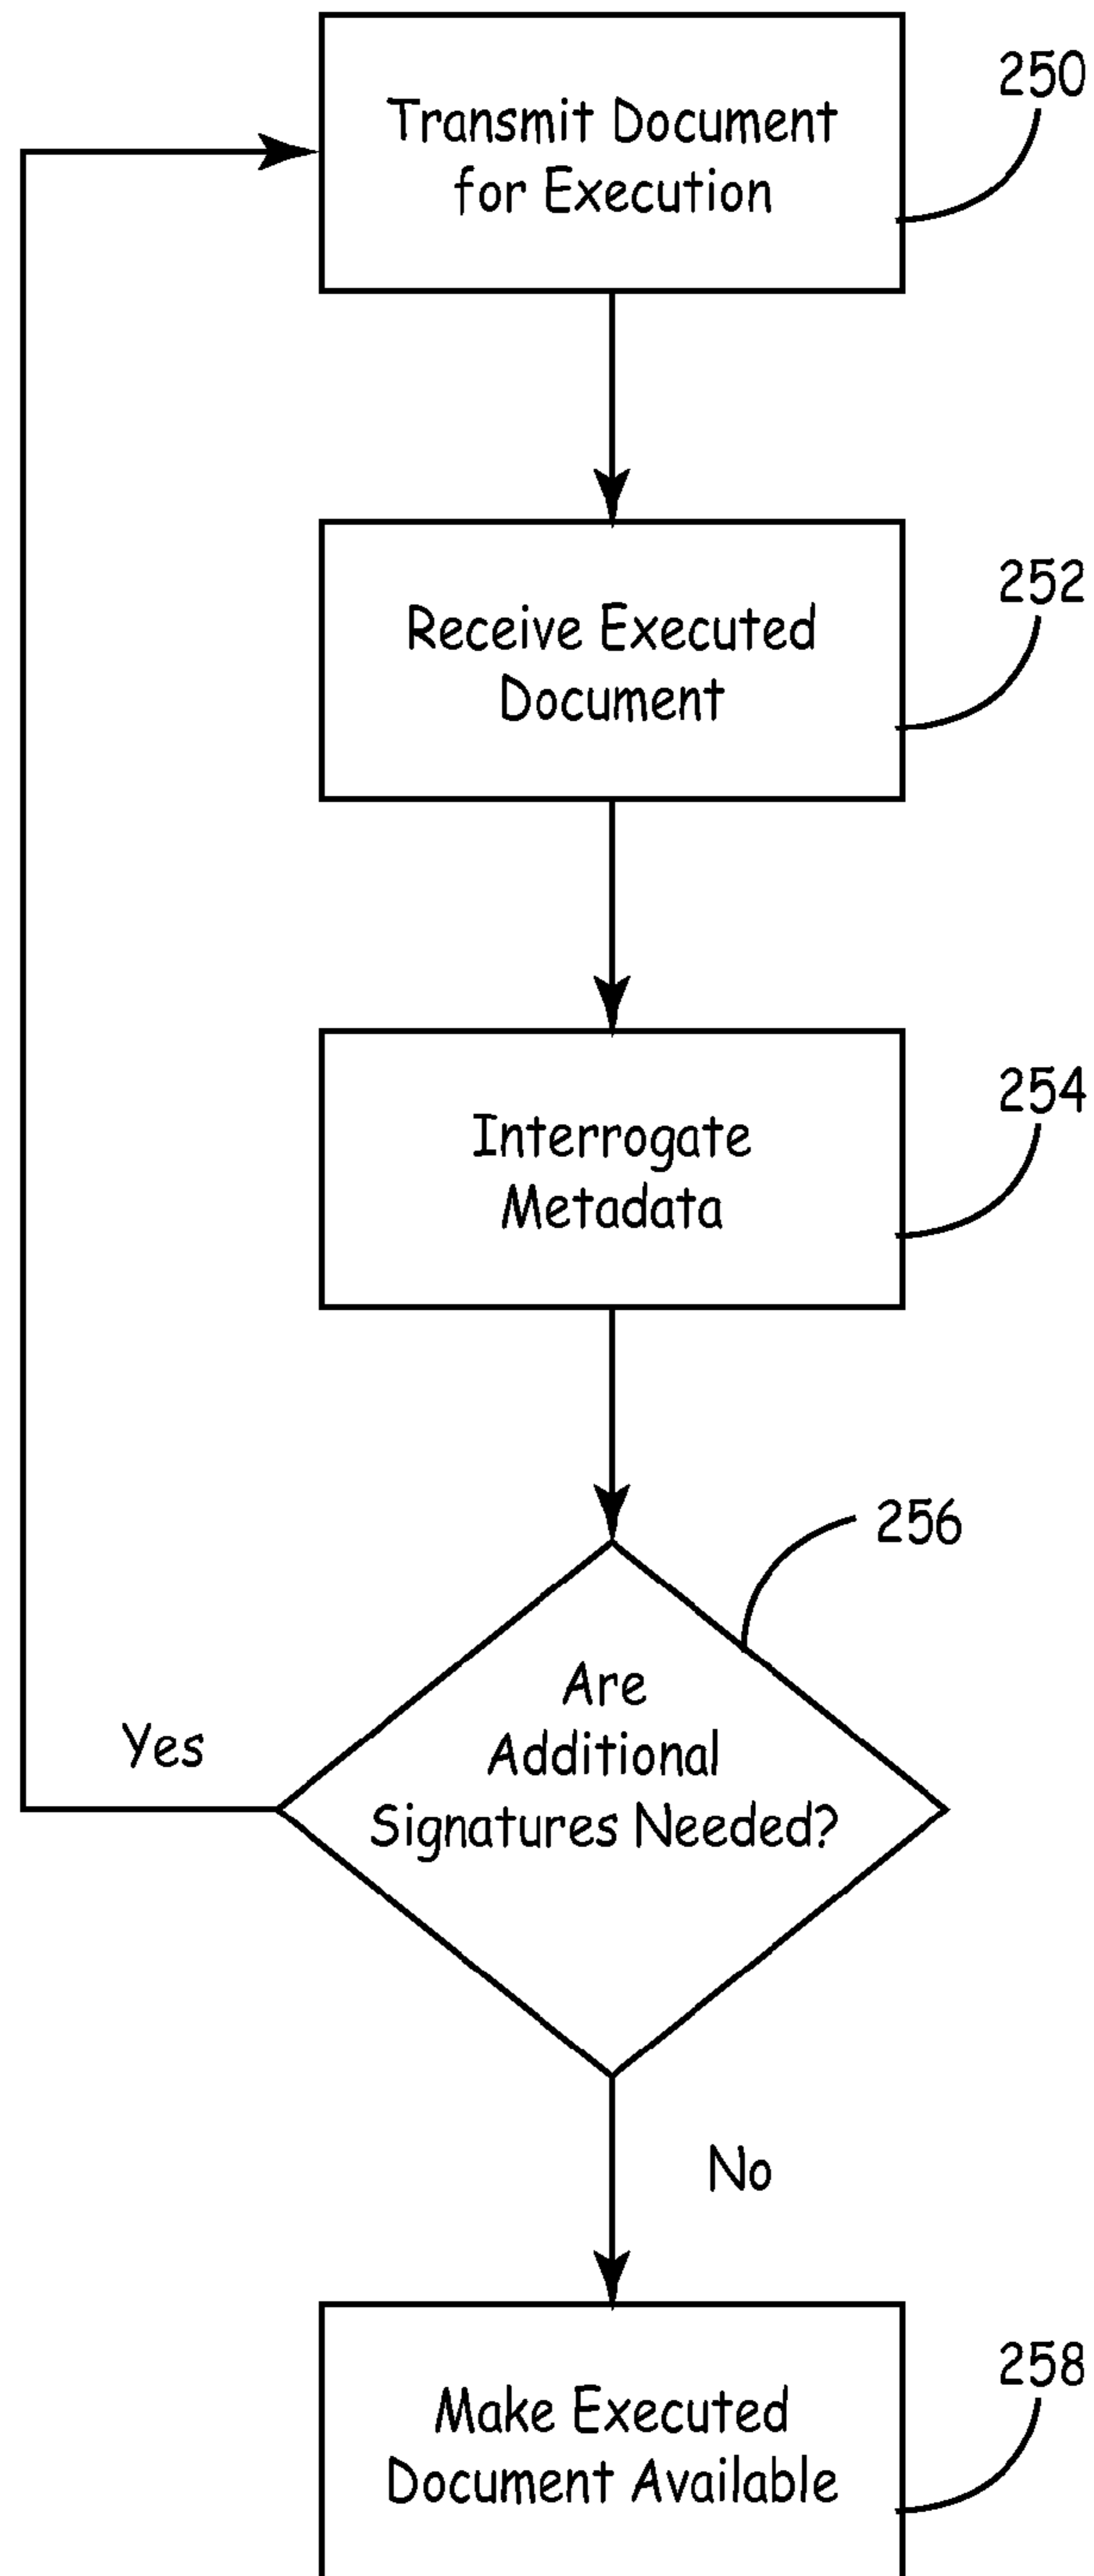 Transmit Document
for Execution
250
Receive Executed
Document
252
Interrogate
Metadata
254
256
Are
Additional
Signatures Needed?
Yes
No
Make Executed
Document Available
258